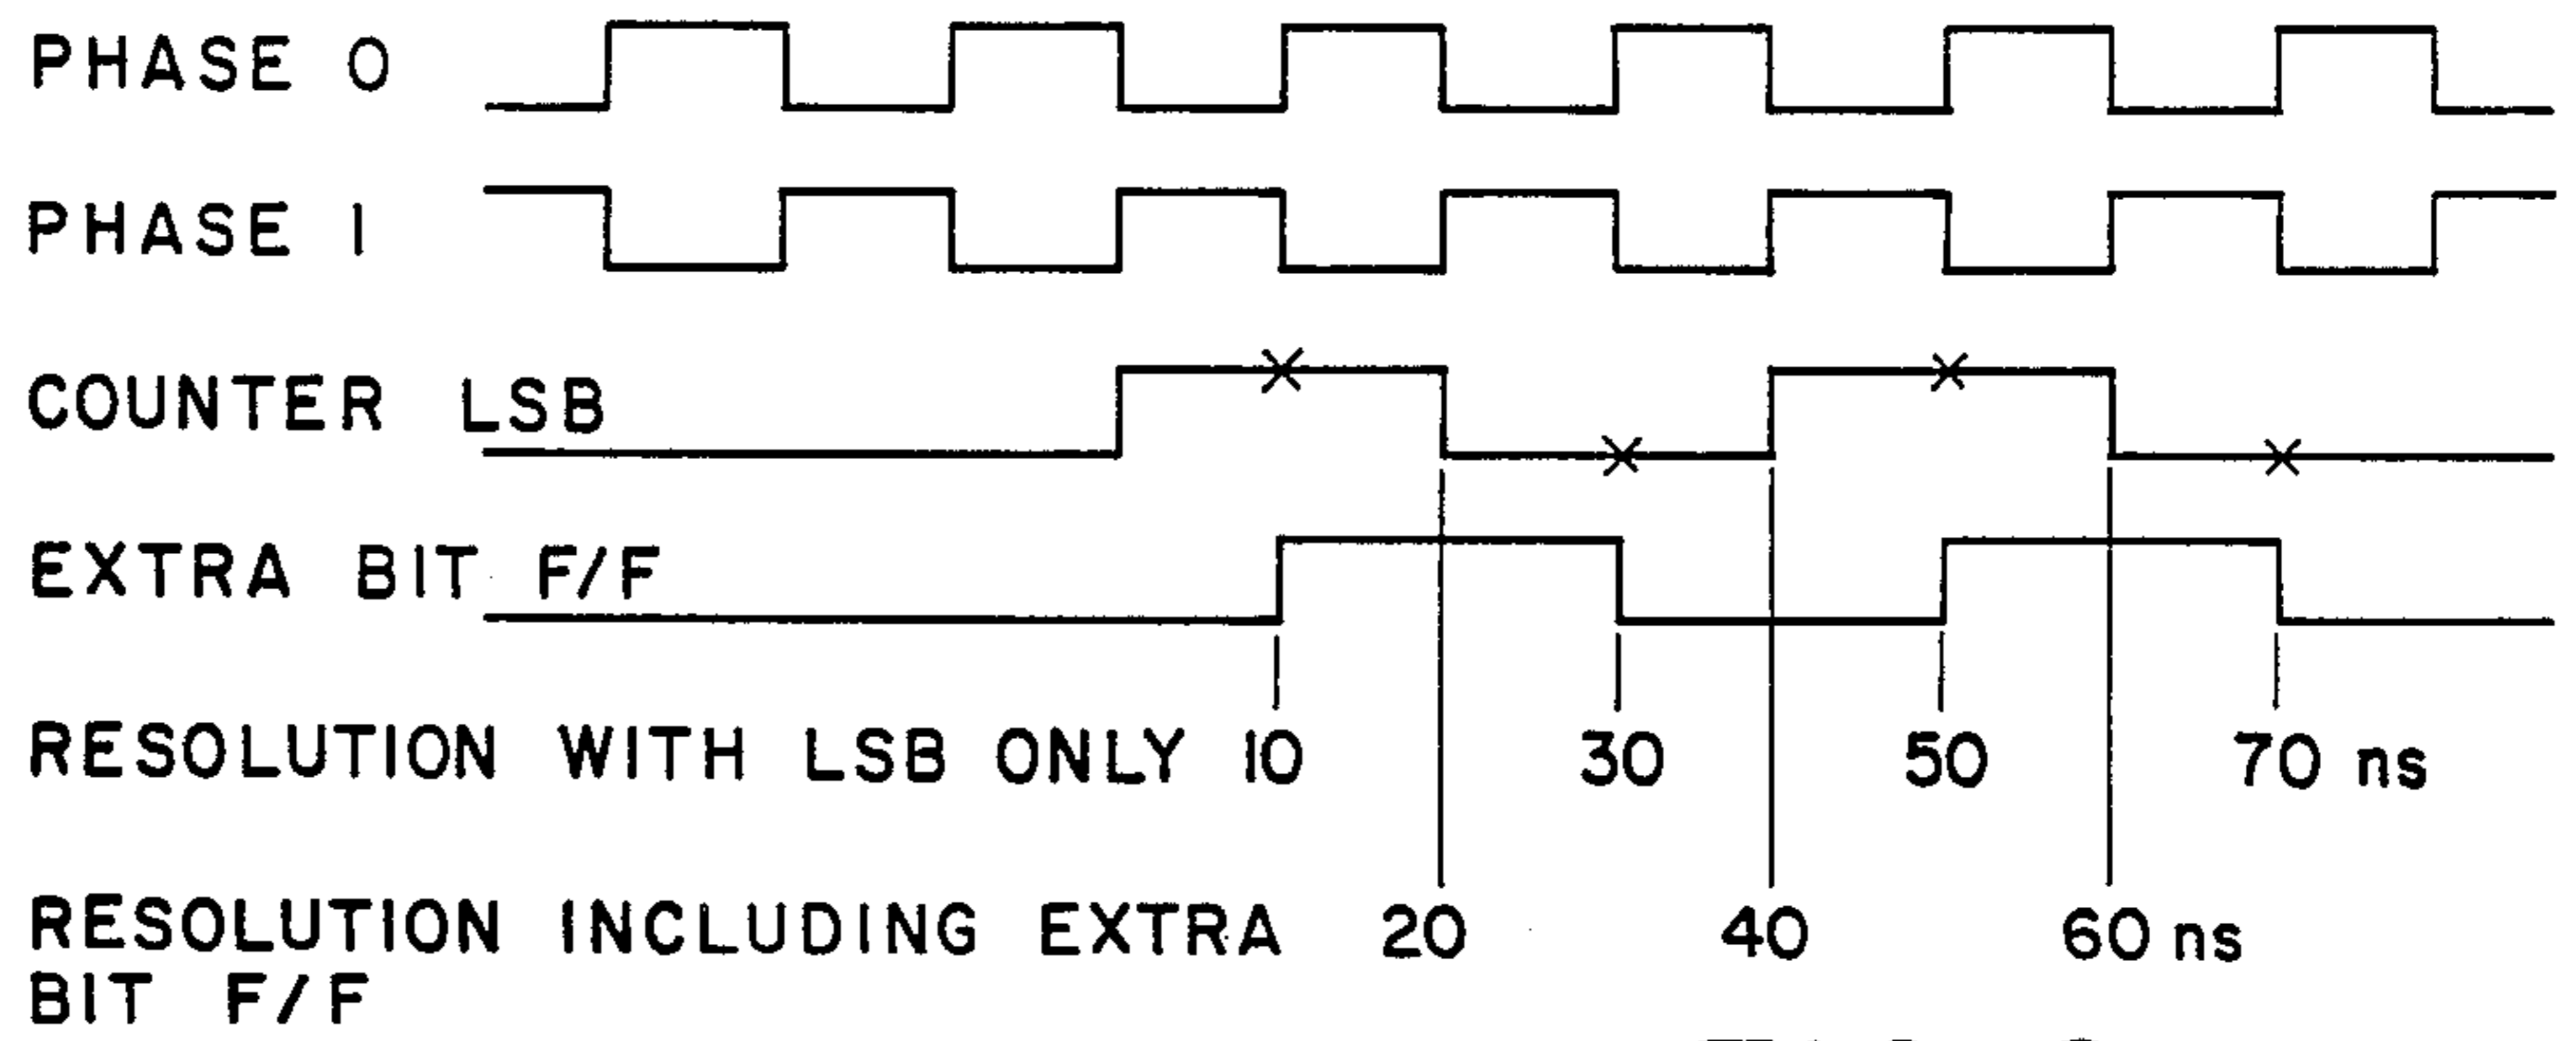 PHASE 0
PHASE 1
COUNTER LSB
EXTRA BIT F/F
RESOLUTION WITH LSB ONLY 10 30 50 70 ns
RESOLUTION INCLUDING EXTRA 20 40 60 ns
BIT F/F